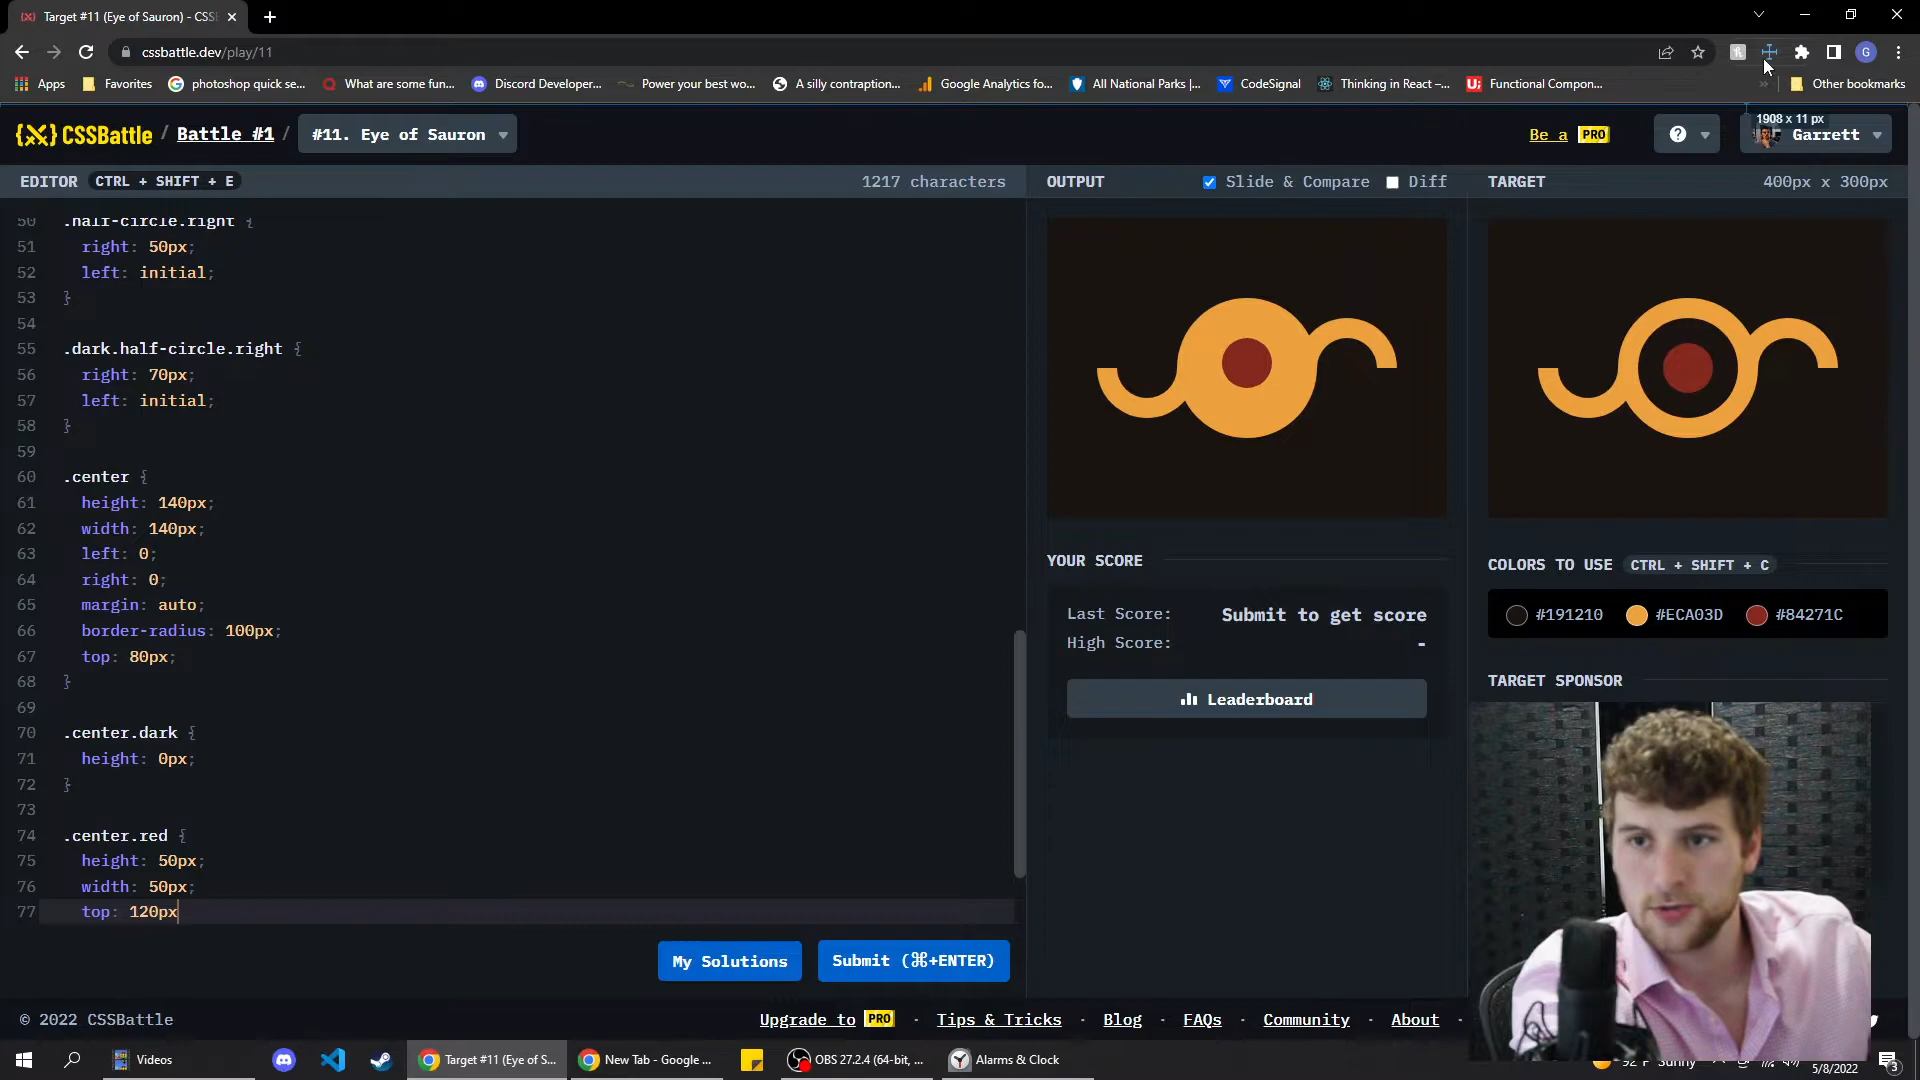 Target #11 (Eye of Sauron) - CSS
cssbattle.dev/play/11
G
Apps Favorites photoshop quick se... What are some fun... Discord Developer... Power your best wo... A silly contraption... Google Analytics fo... All National Parks |... CodeSignal Thinking in React –... Functional Compon... » Other bookmarks
1908 x 11 px
{X} CSSBattle / Battle #1 / #11. Eye of Sauron Be a PRO ? Garrett
EDITOR CTRL + SHIFT + E 1217 characters OUTPUT Slide & Compare Diff TARGET 400px x 300px
50 .half-circle.right {
51 right: 50px;
52 left: initial;
53 }
54
55 .dark.half-circle.right {
56 right: 70px;
57 left: initial;
58 }
59
60 .center {
61 height: 140px;
62 width: 140px;
63 left: 0;
64 right: 0;
65 margin: auto;
66 border-radius: 100px;
67 top: 80px;
68 }
69
70 .center.dark {
71 height: 0px;
72 }
73
74 .center.red {
75 height: 50px;
76 width: 50px;
77 top: 120px
My Solutions Submit (⌘+ENTER)
YOUR SCORE
Last Score: Submit to get score
High Score: -
Leaderboard
COLORS TO USE CTRL + SHIFT + C
#191210 #ECA03D #84271C
TARGET SPONSOR
© 2022 CSSBattle Upgrade to PRO - Tips & Tricks - Blog - FAQs - Community - About -
Videos Target #11 (Eye of S... New Tab - Google ... OBS 27.2.4 (64-bit, ... Alarms & Clock
5/8/2022 3